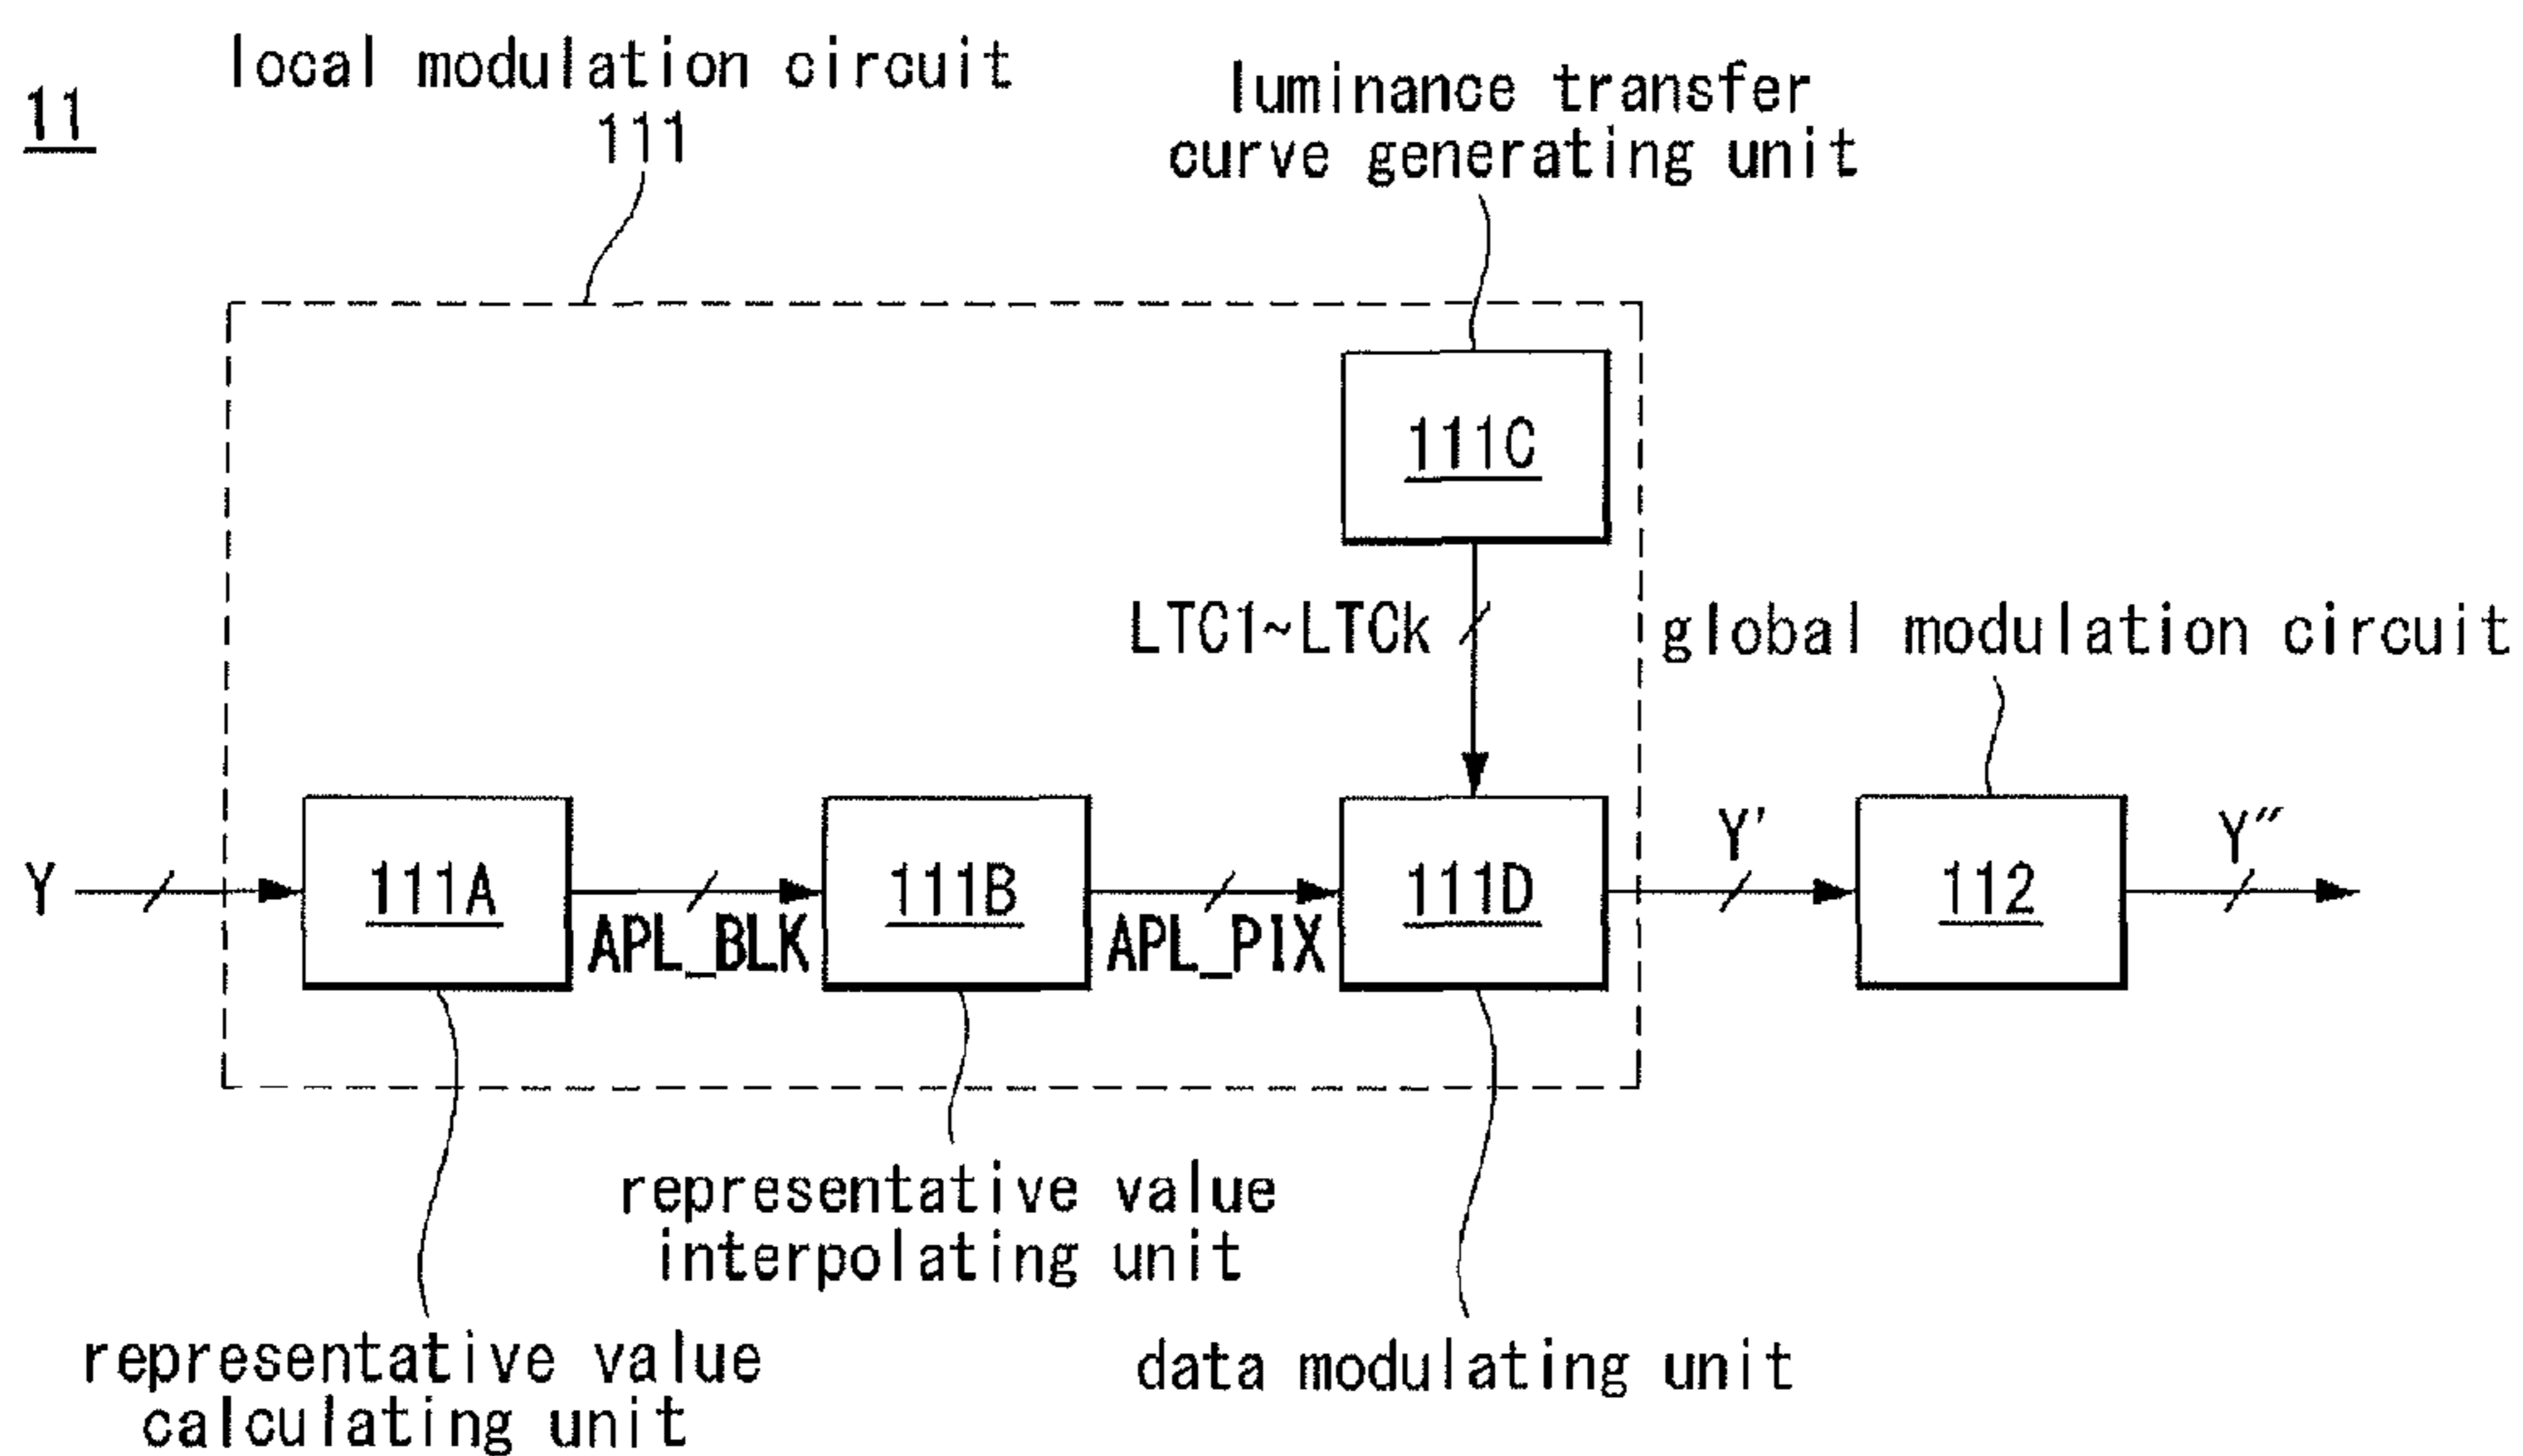 local modulation circuit
111
11
luminance transfer
curve generating unit
111C
LTC1~LTCk
global modulation circuit
Y
111A
APL_BLK
111B
APL_PIX
111D
Y'
112
Y"
representative value
interpolating unit
representative value
calculating unit
data modulating unit